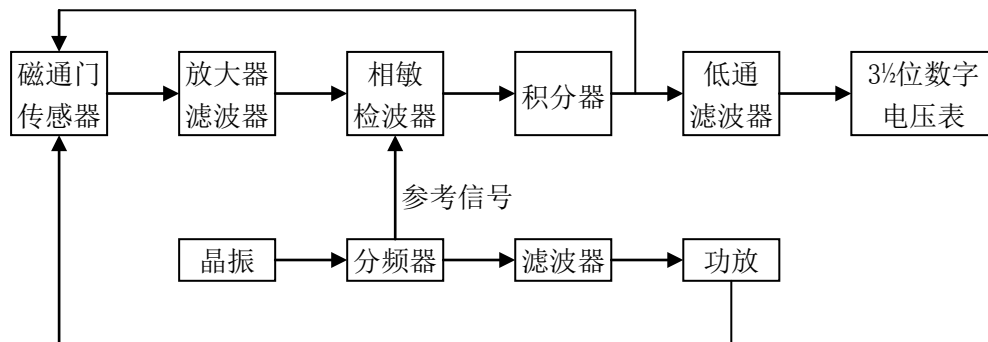 磁通门
传感器
放大器
滤波器
相敏
检波器
积分器
低通
滤波器
3½位数字
电压表
参考信号
晶振
分频器
滤波器
功放